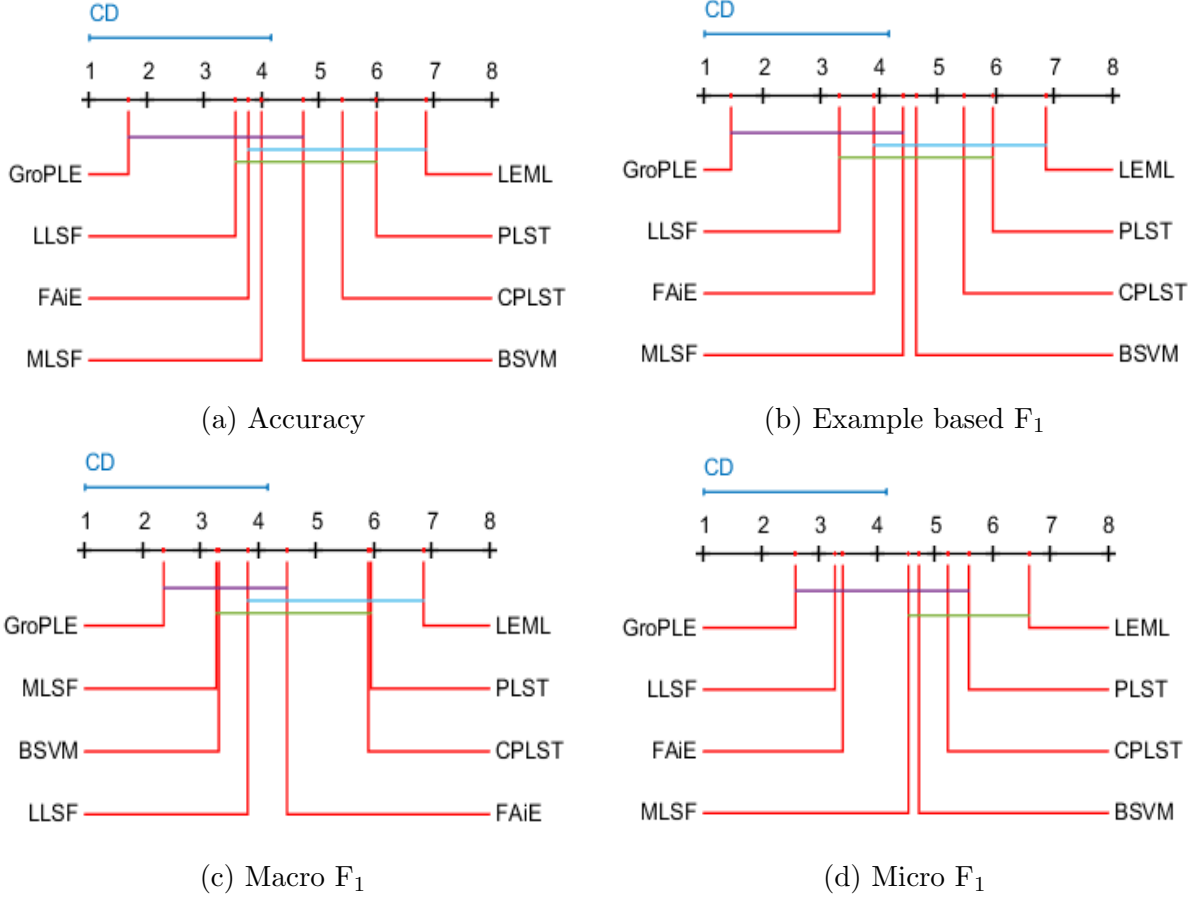 CD
1 2 3 4 5 6 7 8
GroPLE LEML
LLSF PLST
FAiE CPLST
MLSF BSVM
(a) Accuracy
CD
1 2 3 4 5 6 7 8
GroPLE LEML
LLSF PLST
FAiE CPLST
MLSF BSVM
(b) Example based F₁
CD
1 2 3 4 5 6 7 8
GroPLE LEML
MLSF PLST
BSVM CPLST
LLSF FAiE
(c) Macro F₁
CD
1 2 3 4 5 6 7 8
GroPLE LEML
LLSF PLST
FAiE CPLST
MLSF BSVM
(d) Micro F₁